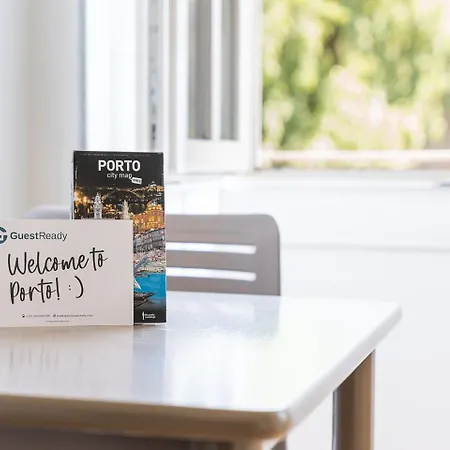 PORTO
city map
GuestReady
Welcome to
Porto! :)